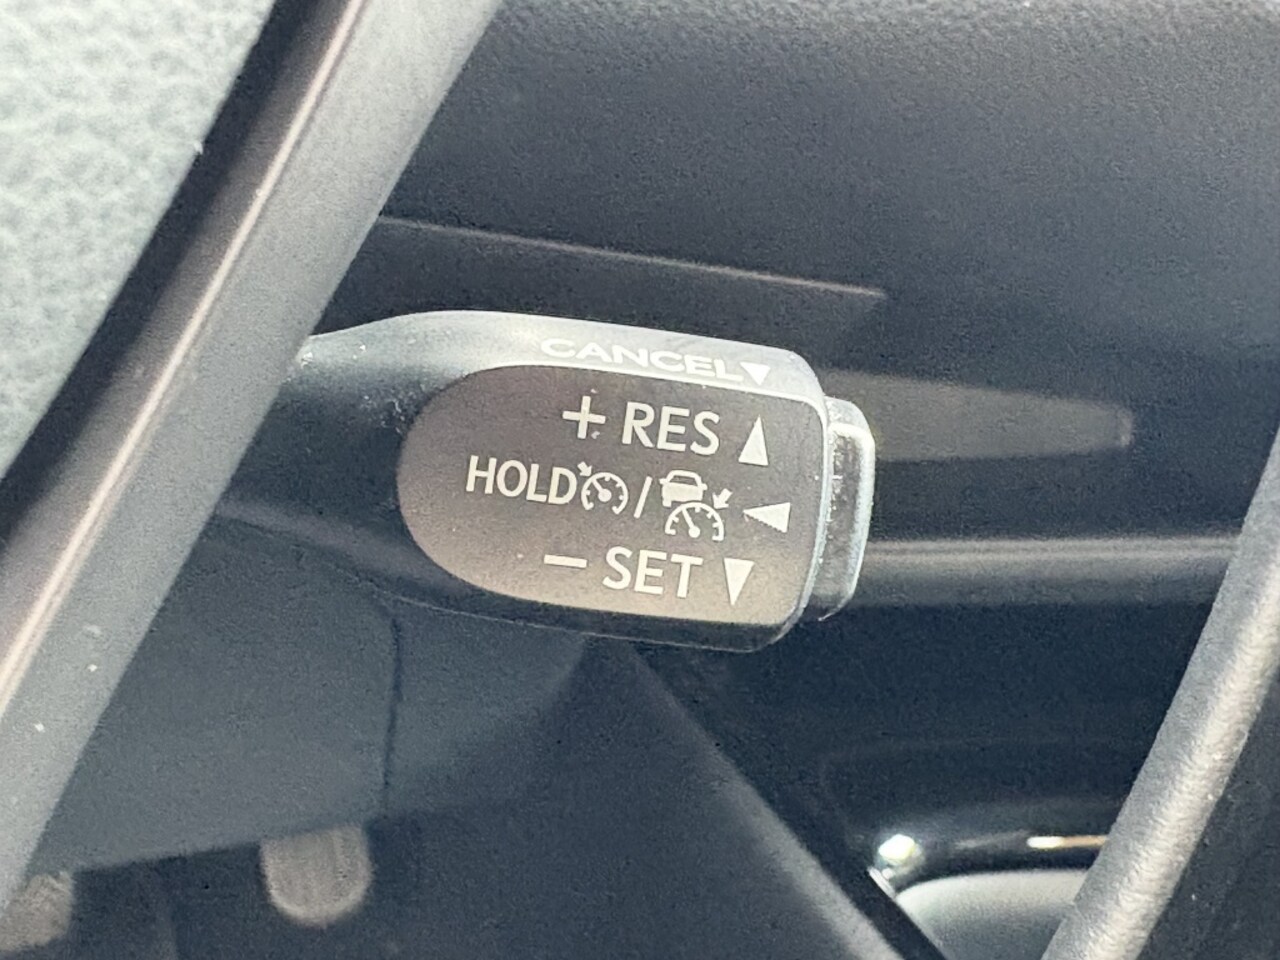 CANCEL▼
+ RES ▲
HOLD / ◀
− SET ▼